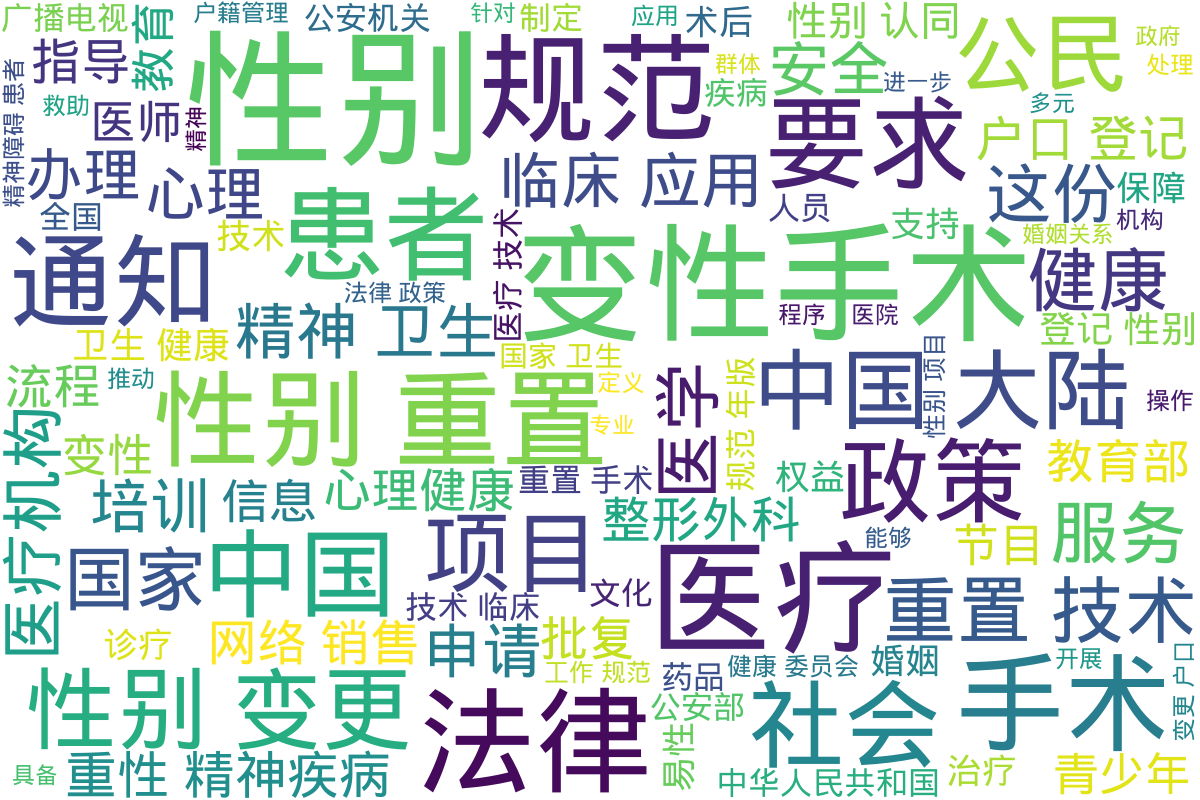 广播电视
户籍管理
公安机关
针对
制定
应用
术后
性别 认同
公民
政府
处理
指导
教育
性别
规范
群体
安全
疾病
进一步
多元
精神障碍 患者
救助
医师
精神
要求
户口 登记
办理
心理
临床 应用
这份
保障
全国
技术
患者
医疗 技术
人员
支持
机构
婚姻关系
通知
变性手术
健康
法律 政策
程序
医院
登记 性别
卫生 健康
精神
卫生
国家 卫生
性别 项目
中国大陆
流程
推动
性别 重置
定义
专业
医学
规范 年版
操作
医疗机构
变性
培训
信息
心理健康
重置 手术
权益
政策
教育部
整形外科
项目
能够
节目
服务
国家
中国
技术 临床
文化
医疗
重置 技术
诊疗
网络 销售
申请
批复
工作 规范
药品
健康 委员会
婚姻
开展
变更 户口
性别 变更
法律
公安部
易性
社会
手术
具备
重性 精神疾病
中华人民共和国
治疗
青少年